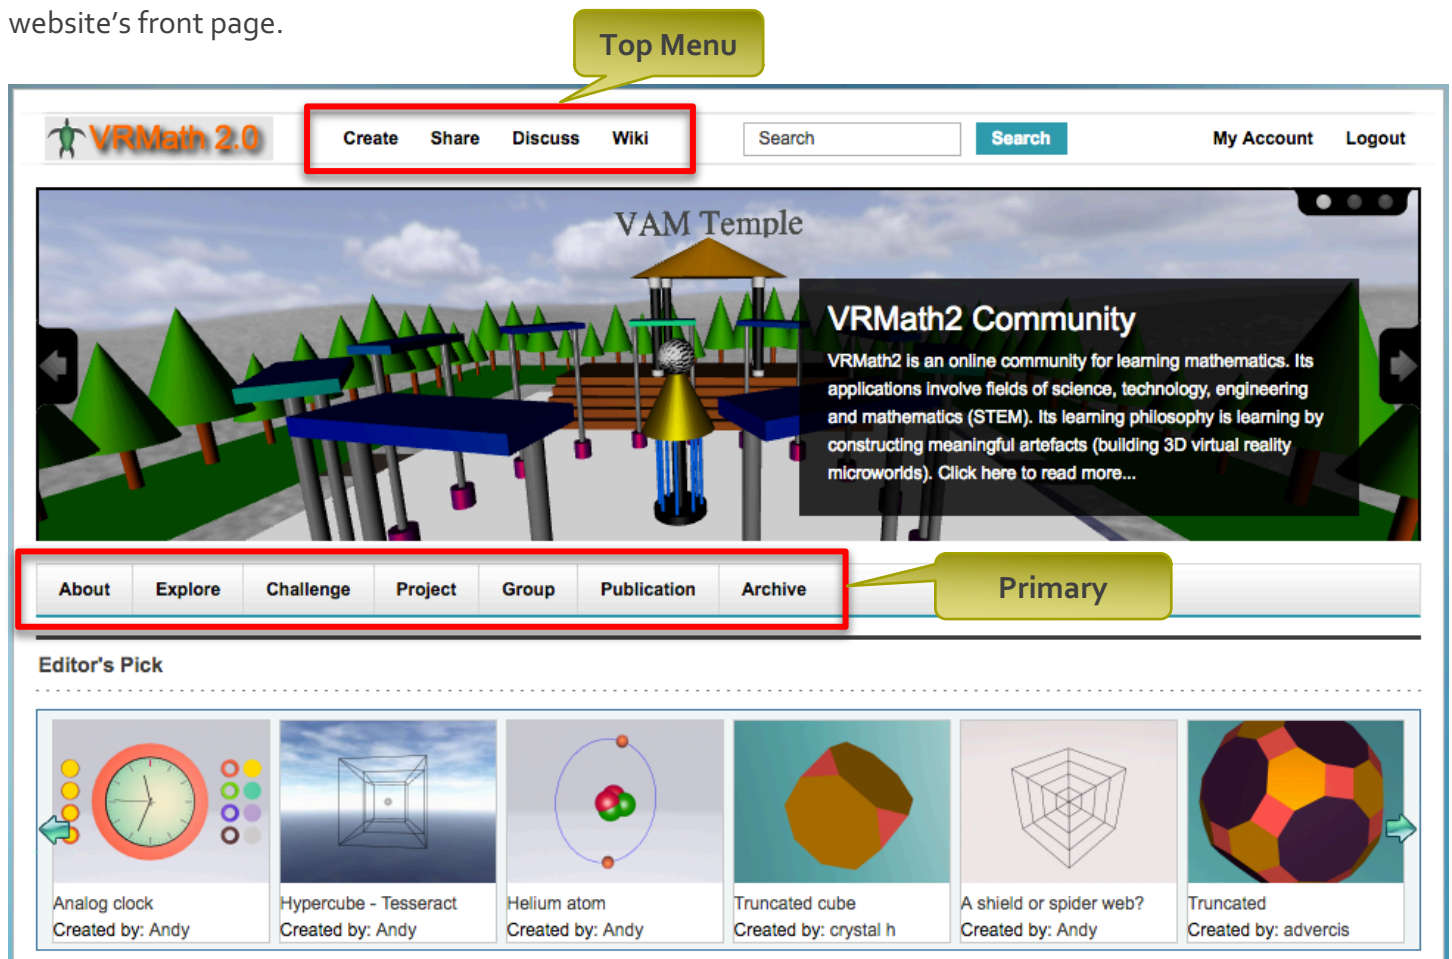 website's front page.
Top Menu
VRMath 2.0
Create Share Discuss Wiki
Search
Search
My Account Logout
VAM Temple
VRMath2 Community
VRMath2 is an online community for learning mathematics. Its
applications involve fields of science, technology, engineering
and mathematics (STEM). Its learning philosophy is learning by
constructing meaningful artefacts (building 3D virtual reality
microworlds). Click here to read more...
About Explore Challenge Project Group Publication Archive
Primary
Editor's Pick
Analog clock
Created by: Andy
Hypercube - Tesseract
Created by: Andy
Helium atom
Created by: Andy
Truncated cube
Created by: crystal h
A shield or spider web?
Created by: Andy
Truncated
Created by: advercis